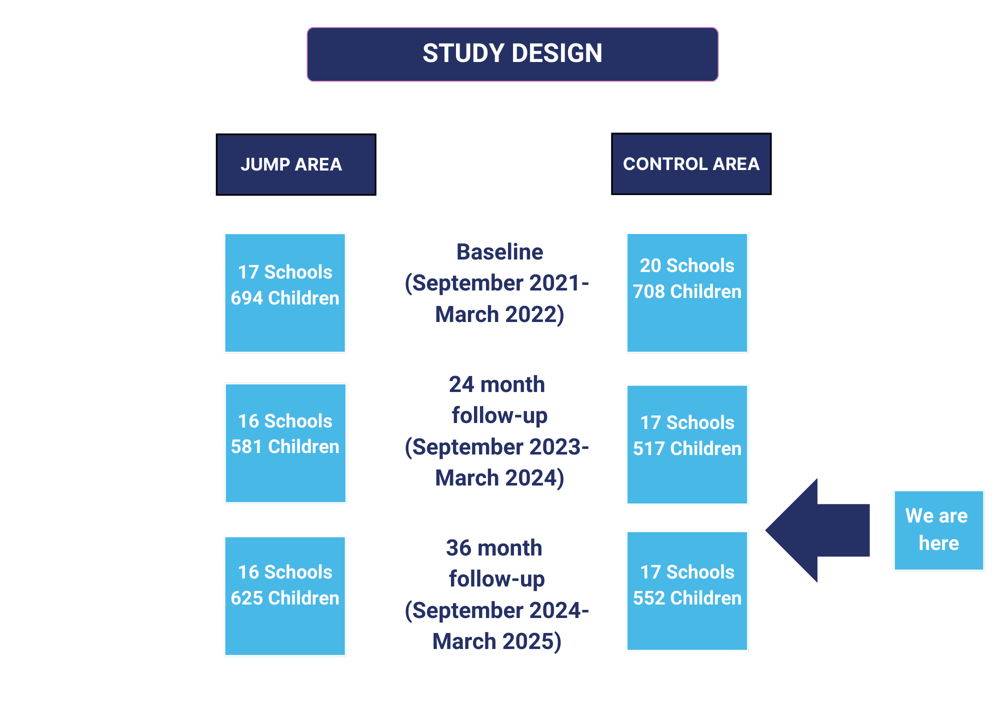 STUDY DESIGN
JUMP AREA
CONTROL AREA
17 Schools
694 Children
Baseline
(September 2021-
March 2022)
20 Schools
708 Children
16 Schools
581 Children
24 month
follow-up
(September 2023-
March 2024)
17 Schools
517 Children
16 Schools
625 Children
36 month
follow-up
(September 2024-
March 2025)
17 Schools
552 Children
We are
here